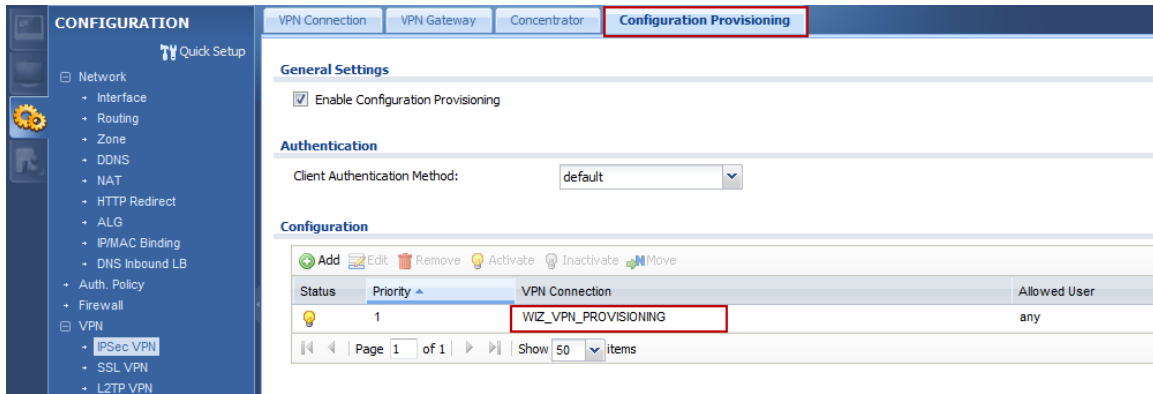 CONFIGURATION
Quick Setup
Network
Interface
Routing
Zone
DDNS
NAT
HTTP Redirect
ALG
IP/MAC Binding
DNS Inbound LB
Auth. Policy
Firewall
VPN
IPSec VPN
SSL VPN
L2TP VPN
VPN Connection VPN Gateway Concentrator Configuration Provisioning
General Settings
Enable Configuration Provisioning
Authentication
Client Authentication Method: default
Configuration
Add Edit Remove Activate Inactivate Move
Status Priority VPN Connection Allowed User
1 WIZ_VPN_PROVISIONING any
Page 1 of 1 Show 50 items